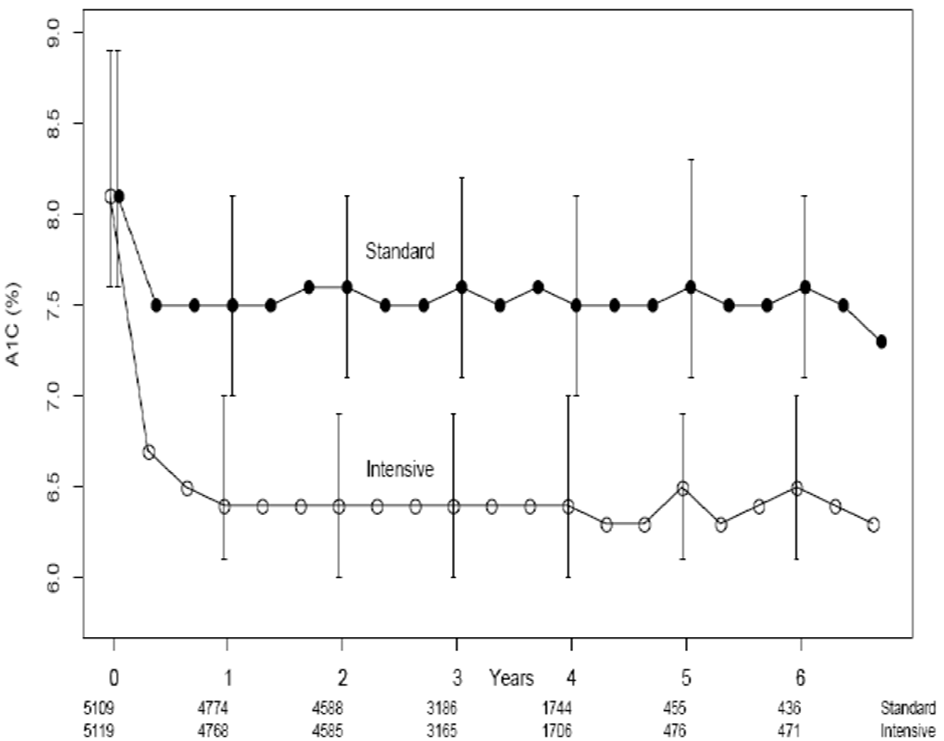 9.0
8.5
8.0
7.5
7.0
6.5
6.0
A1C (%)
Standard
Intensive
0 1 2 3 Years 4 5 6
5109 4774 4588 3186 1744 455 436 Standard
5119 4768 4585 3165 1706 476 471 Intensive